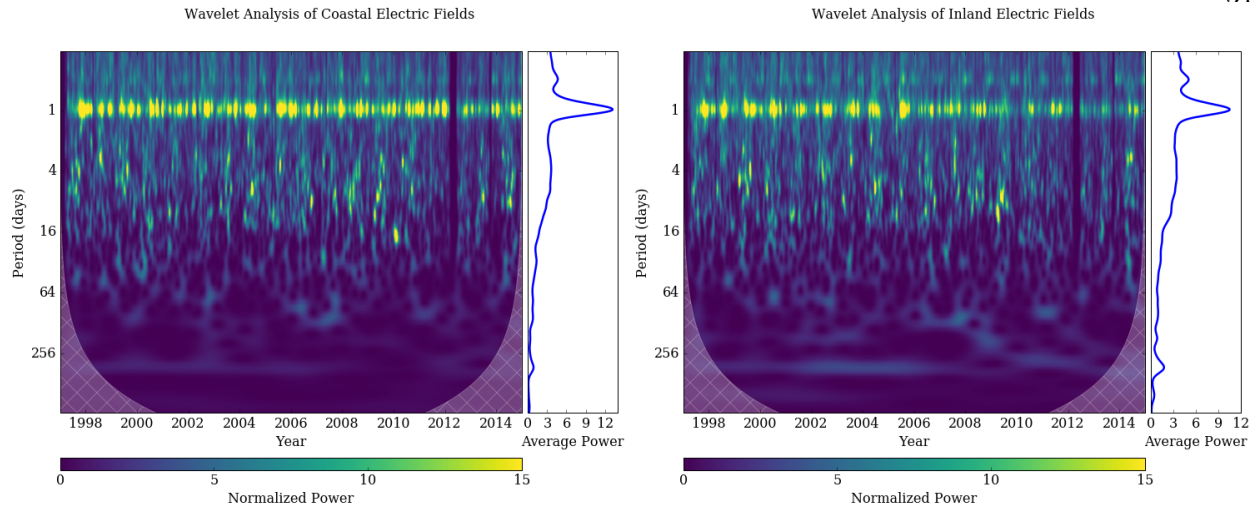 Wavelet Analysis of Coastal Electric Fields
Period (days)
1
4
16
64
256
1998 2000 2002 2004 2006 2008 2010 2012 2014
Year
0 3 6 9 12
Average Power
0 5 10 15
Normalized Power
Wavelet Analysis of Inland Electric Fields
Period (days)
1
4
16
64
256
1998 2000 2002 2004 2006 2008 2010 2012 2014
Year
0 3 6 9 12
Average Power
0 5 10 15
Normalized Power